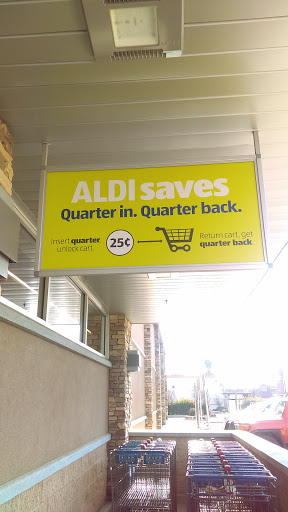 ALDI saves
Quarter in. Quarter back.
Insert quarter,
unlock cart.
25¢
Return cart, get
quarter back.